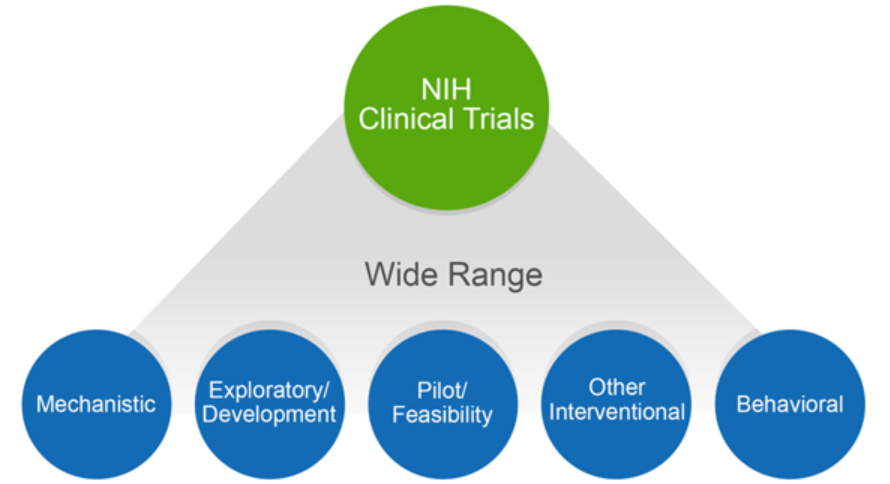 NIH
Clinical Trials
Wide Range
Mechanistic
Exploratory/
Development
Pilot/
Feasibility
Other
Interventional
Behavioral